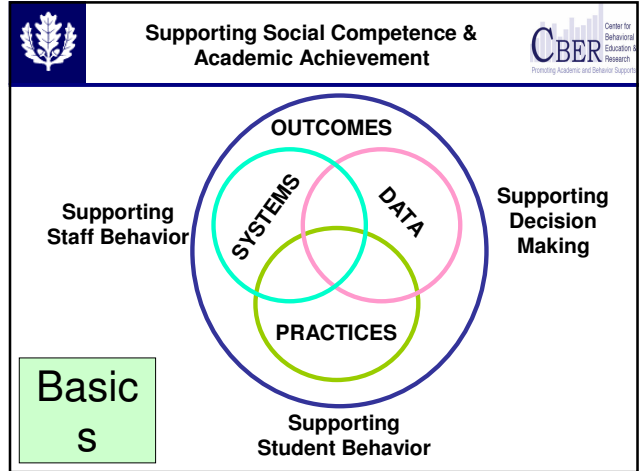 Supporting Social Competence &
Academic Achievement
CBER
Center for
Behavioral
Education &
Research
Promoting Academic and Behavior Supports
OUTCOMES
SYSTEMS
DATA
PRACTICES
Supporting
Staff Behavior
Supporting
Decision
Making
Supporting
Student Behavior
Basic
s